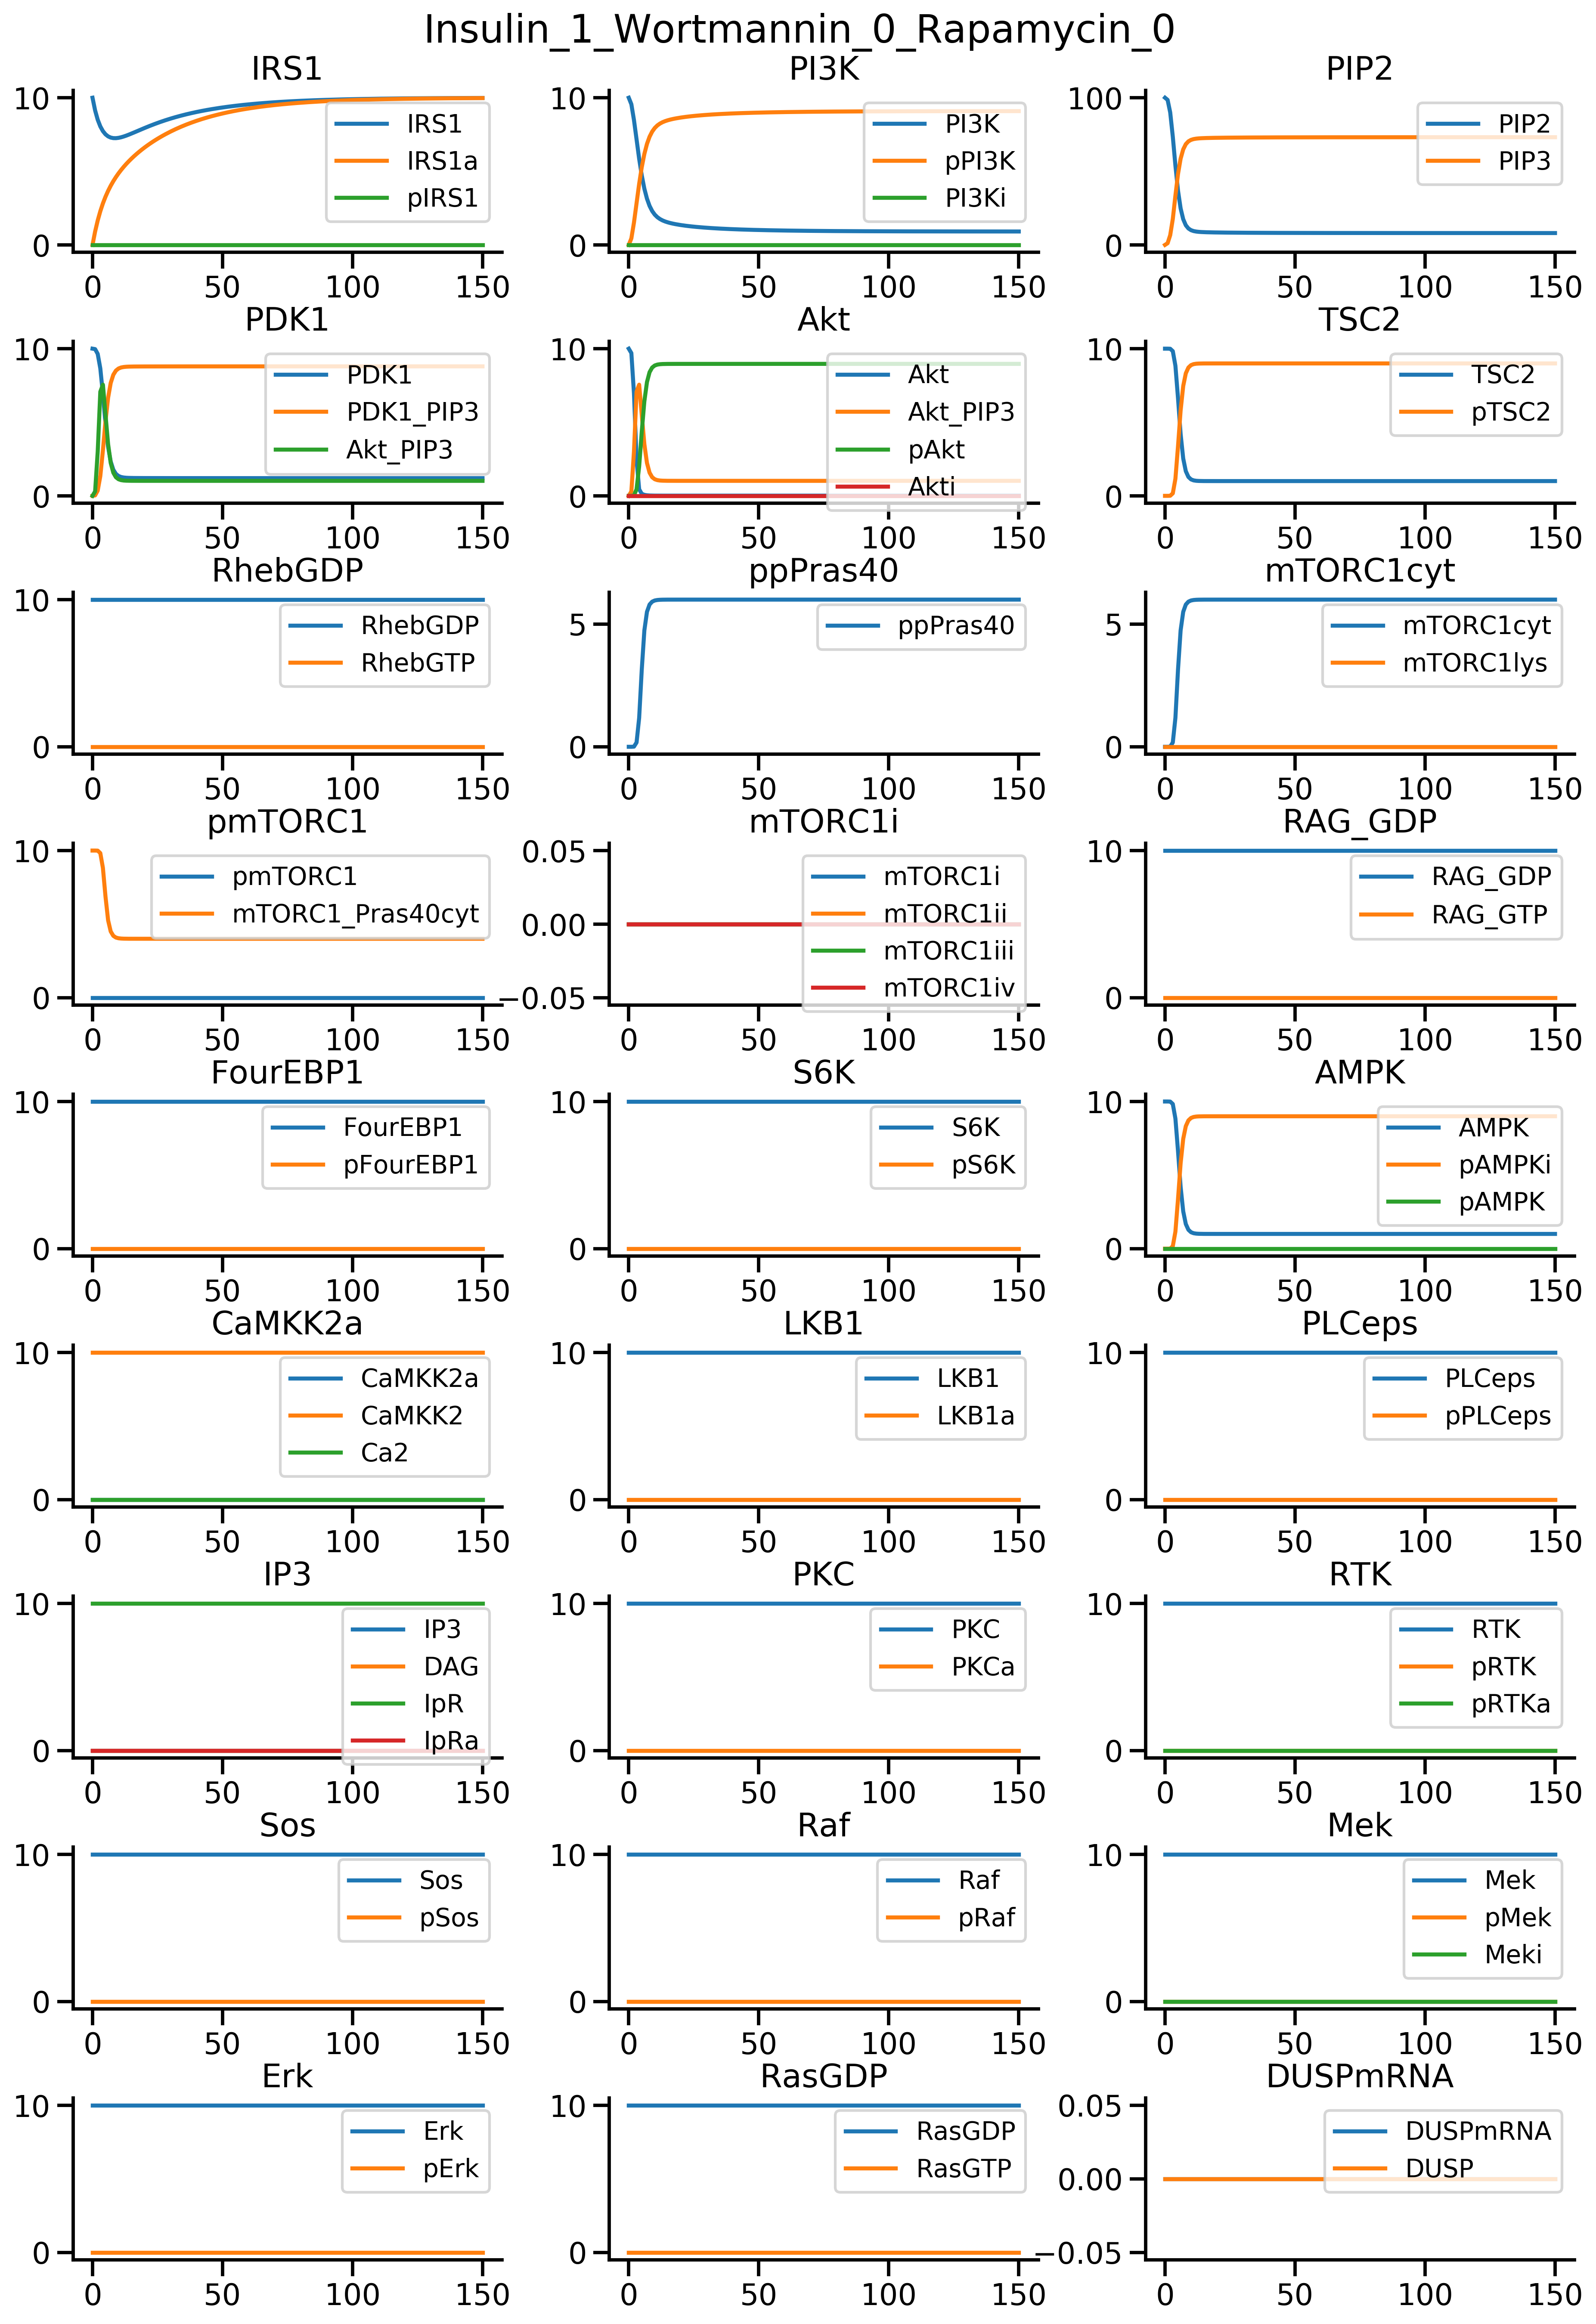 Insulin_1_Wortmannin_0_Rapamycin_0
IRS1
10
0
0 50 100 150
IRS1
IRS1a
pIRS1
PI3K
10
0
0 50 100 150
PI3K
pPI3K
PI3Ki
PIP2
100
0
0 50 100 150
PIP2
PIP3
PDK1
10
0
0 50 100 150
PDK1
PDK1_PIP3
Akt_PIP3
Akt
10
0
0 50 100 150
Akt
Akt_PIP3
pAkt
Akti
TSC2
10
0
0 50 100 150
TSC2
pTSC2
RhebGDP
10
0
0 50 100 150
RhebGDP
RhebGTP
ppPras40
5
0
0 50 100 150
ppPras40
mTORC1cyt
5
0
0 50 100 150
mTORC1cyt
mTORC1lys
pmTORC1
10
0
0 50 100 150
pmTORC1
mTORC1_Pras40cyt
mTORC1i
0.05
0.00
−0.05
0 50 100 150
mTORC1i
mTORC1ii
mTORC1iii
mTORC1iv
RAG_GDP
10
0
0 50 100 150
RAG_GDP
RAG_GTP
FourEBP1
10
0
0 50 100 150
FourEBP1
pFourEBP1
S6K
10
0
0 50 100 150
S6K
pS6K
AMPK
10
0
0 50 100 150
AMPK
pAMPKi
pAMPK
CaMKK2a
10
0
0 50 100 150
CaMKK2a
CaMKK2
Ca2
LKB1
10
0
0 50 100 150
LKB1
LKB1a
PLCeps
10
0
0 50 100 150
PLCeps
pPLCeps
IP3
10
0
0 50 100 150
IP3
DAG
IpR
IpRa
PKC
10
0
0 50 100 150
PKC
PKCa
RTK
10
0
0 50 100 150
RTK
pRTK
pRTKa
Sos
10
0
0 50 100 150
Sos
pSos
Raf
10
0
0 50 100 150
Raf
pRaf
Mek
10
0
0 50 100 150
Mek
pMek
Meki
Erk
10
0
0 50 100 150
Erk
pErk
RasGDP
10
0
0 50 100 150
RasGDP
RasGTP
DUSPmRNA
0.05
0.00
−0.05
0 50 100 150
DUSPmRNA
DUSP